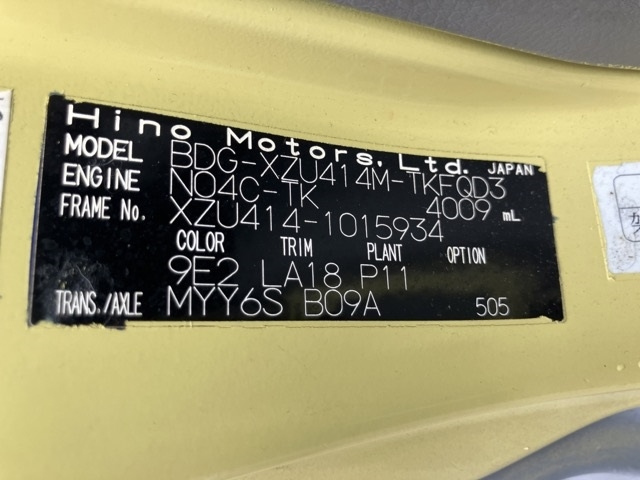 Hino Motors, Ltd. JAPAN
MODEL BDG-XZU414M-TKFQD3
ENGINE N04C-TK 4009 mL
FRAME No. XZU414-1015934
COLOR TRIM PLANT OPTION
9E2 LA18 P11
TRANS./AXLE MYY6S B09A 505